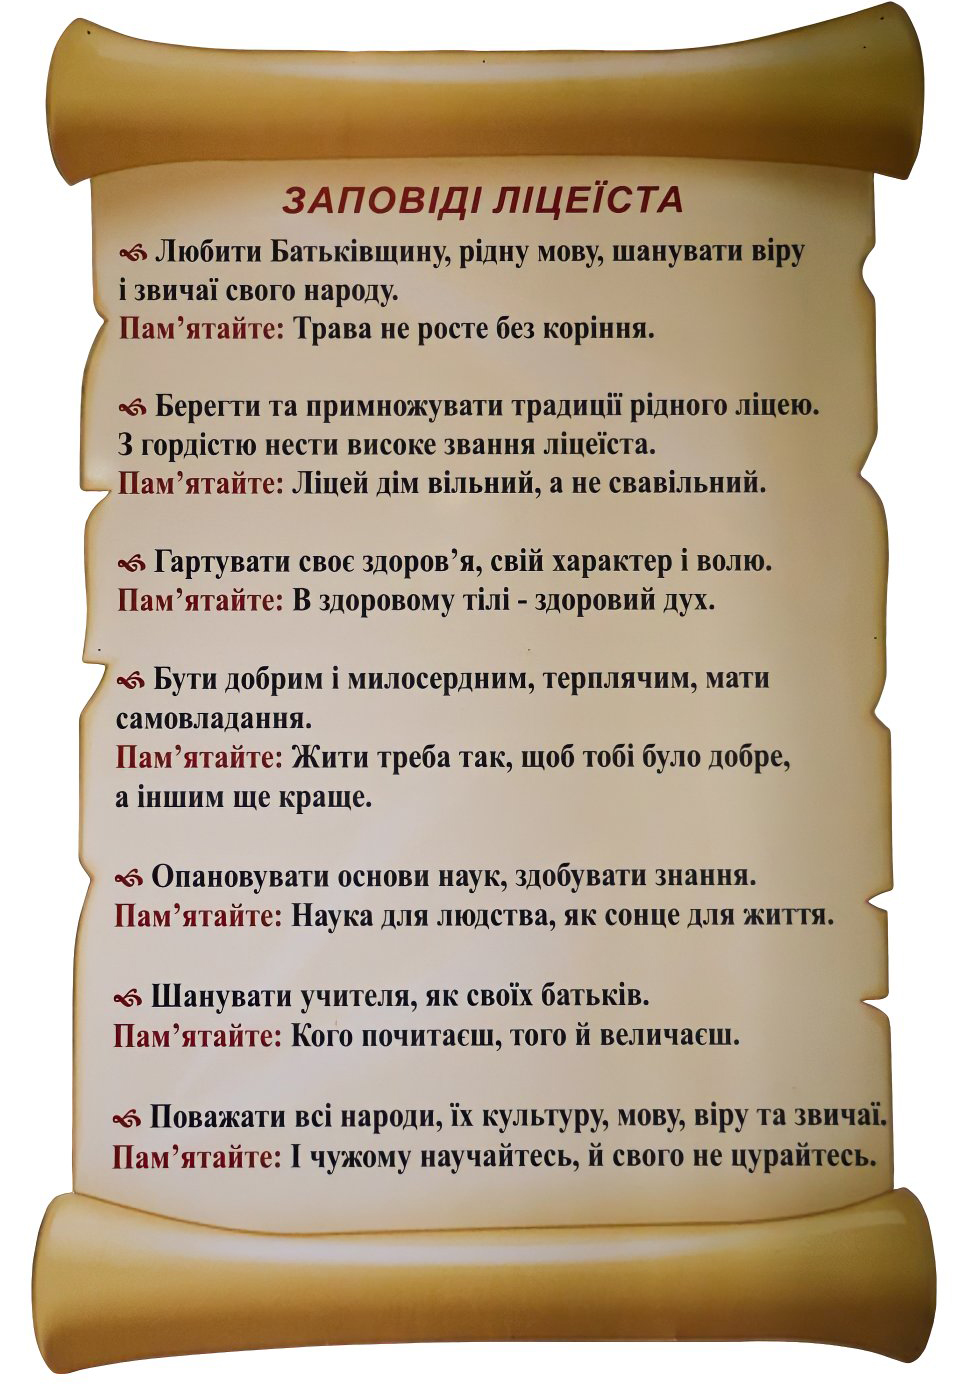 ЗАПОВІДІ ЛІЦЕЇСТА
Любити Батьківщину, рідну мову, шанувати віру
і звичаї свого народу.
Пам’ятайте: Трава не росте без коріння.
Берегти та примножувати традиції рідного ліцею.
З гордістю нести високе звання ліцеїста.
Пам’ятайте: Ліцей дім вільний, а не свавільний.
Гартувати своє здоров’я, свій характер і волю.
Пам’ятайте: В здоровому тілі - здоровий дух.
Бути добрим і милосердним, терплячим, мати
самовладання.
Пам’ятайте: Жити треба так, щоб тобі було добре,
а іншим ще краще.
Опановувати основи наук, здобувати знання.
Пам’ятайте: Наука для людства, як сонце для життя.
Шанувати учителя, як своїх батьків.
Пам’ятайте: Кого почитаєш, того й величаєш.
Поважати всі народи, їх культуру, мову, віру та звичаї.
Пам’ятайте: І чужому научайтесь, й свого не цурайтесь.